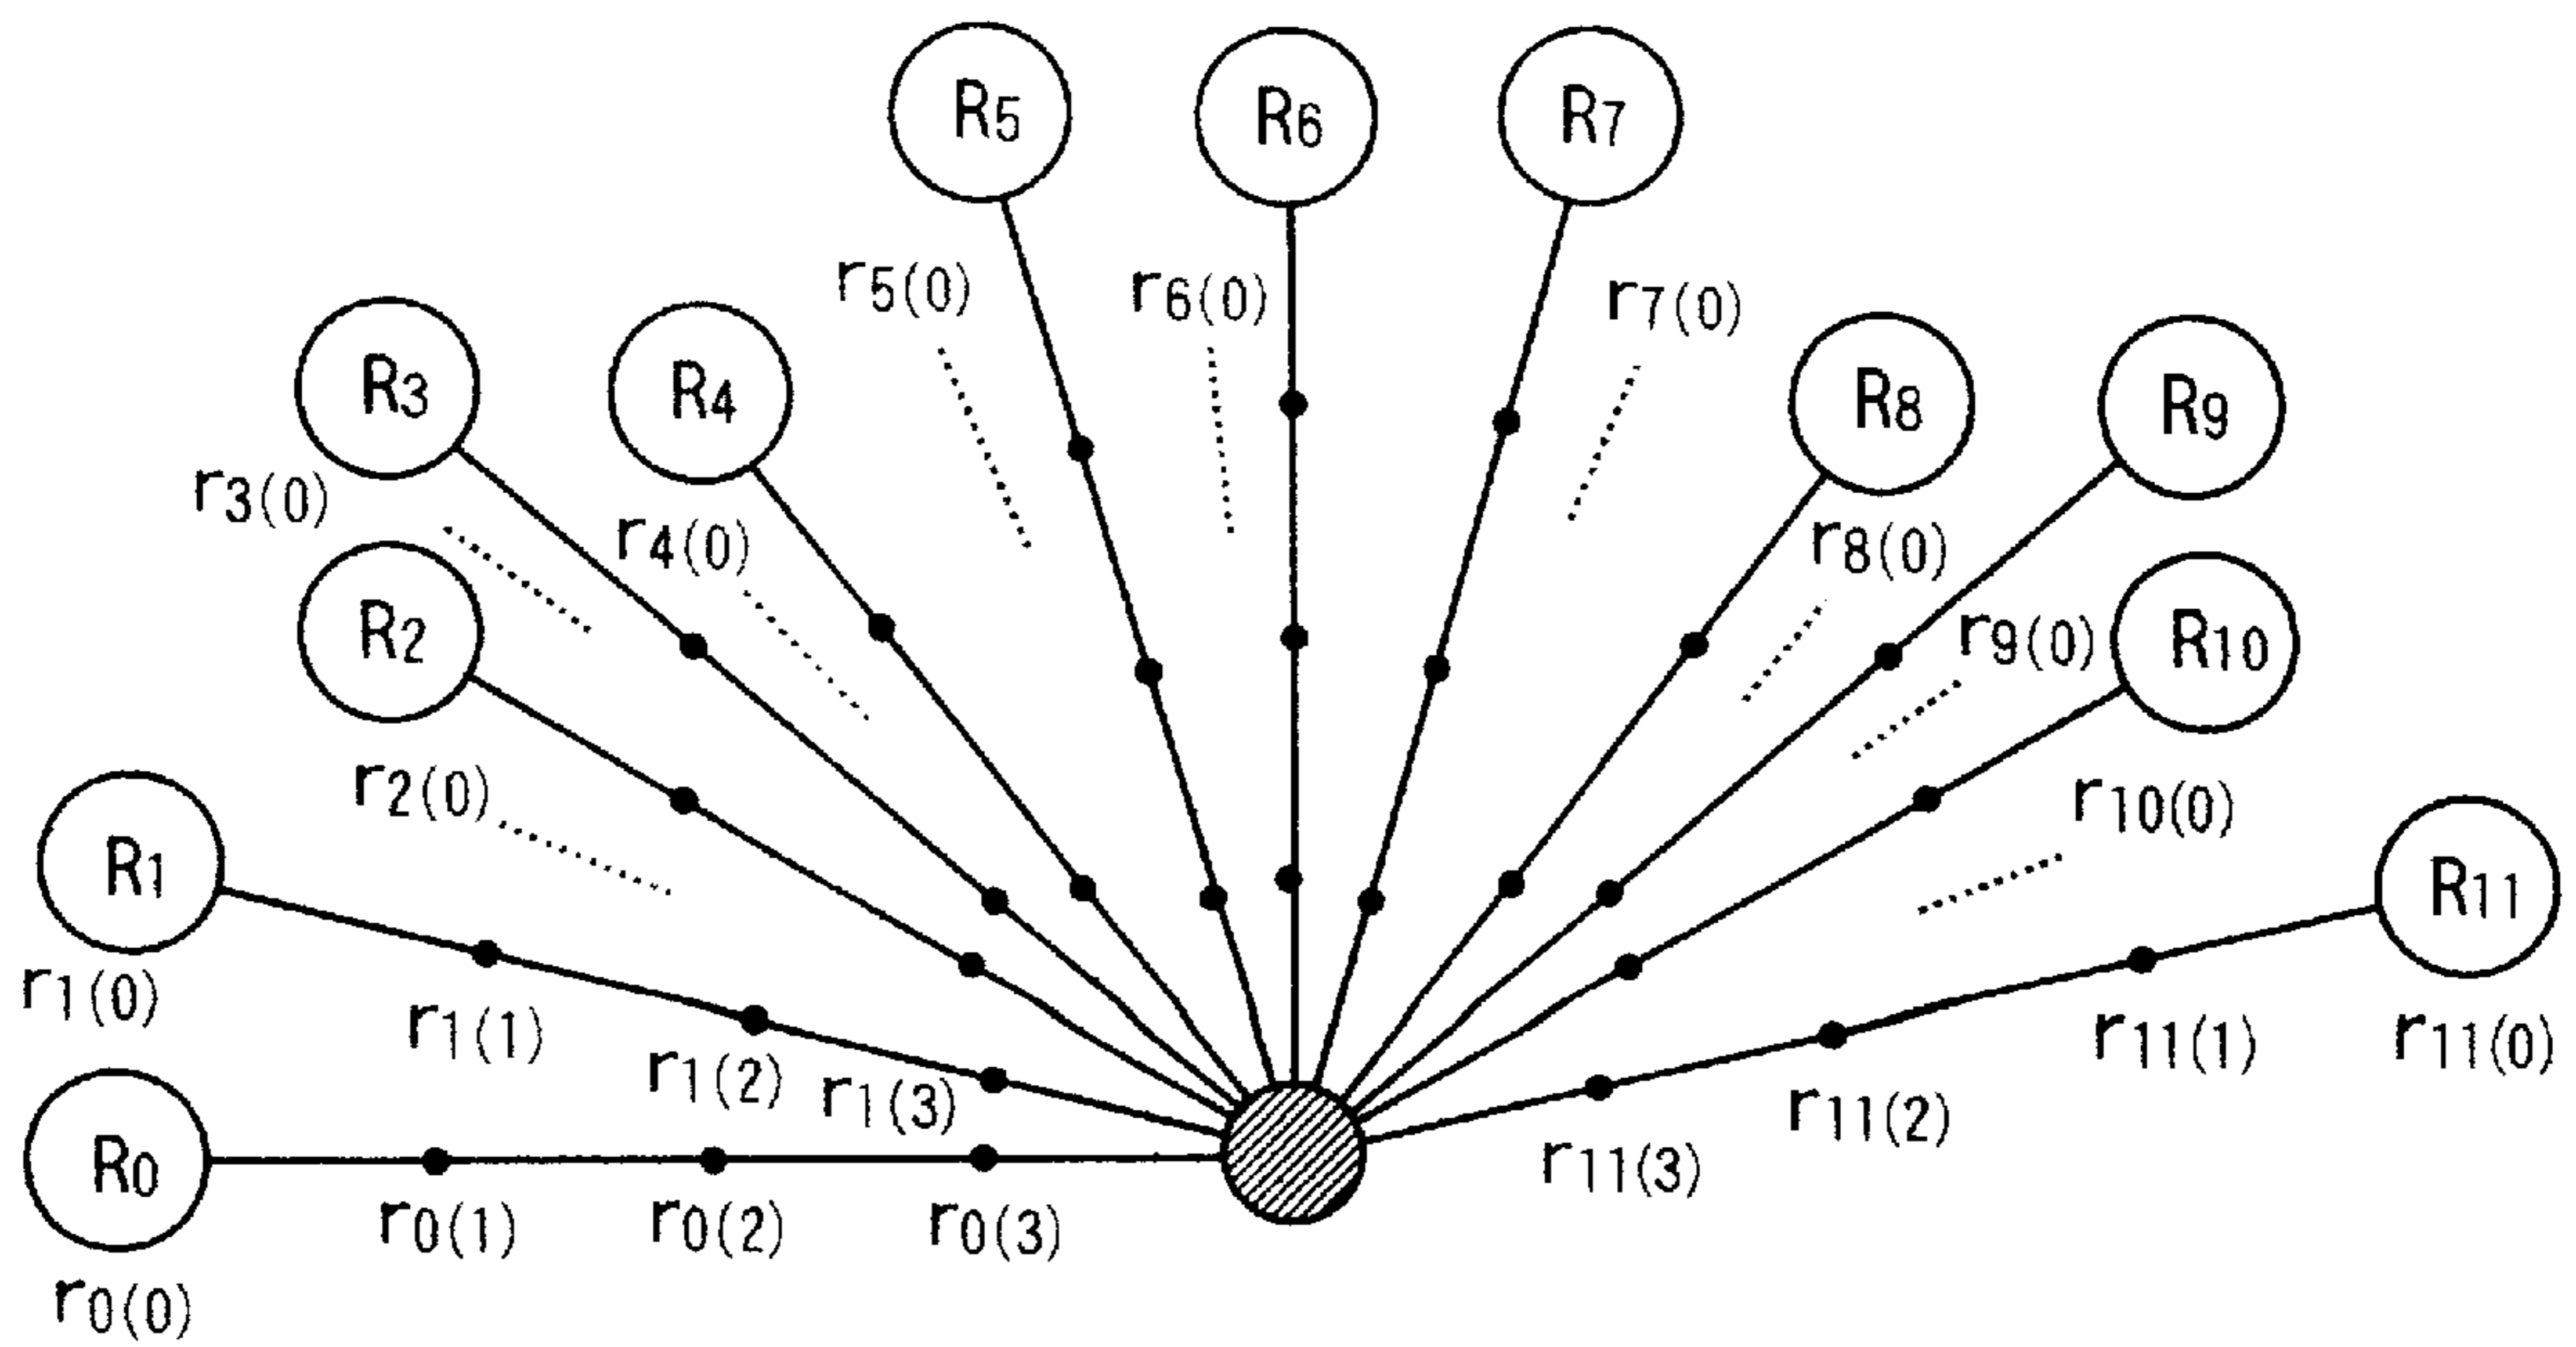 R5 R6 R7
r5(0) r6(0) r7(0)
R3 R4 R8 R9
r3(0) r4(0) r8(0)
R2 r9(0) R10
r2(0) r10(0)
R1 R11
r1(0) r1(1) r11(1) r11(0)
r1(2) r1(3) r11(2)
R0 r11(3)
r0(1) r0(2) r0(3)
r0(0)